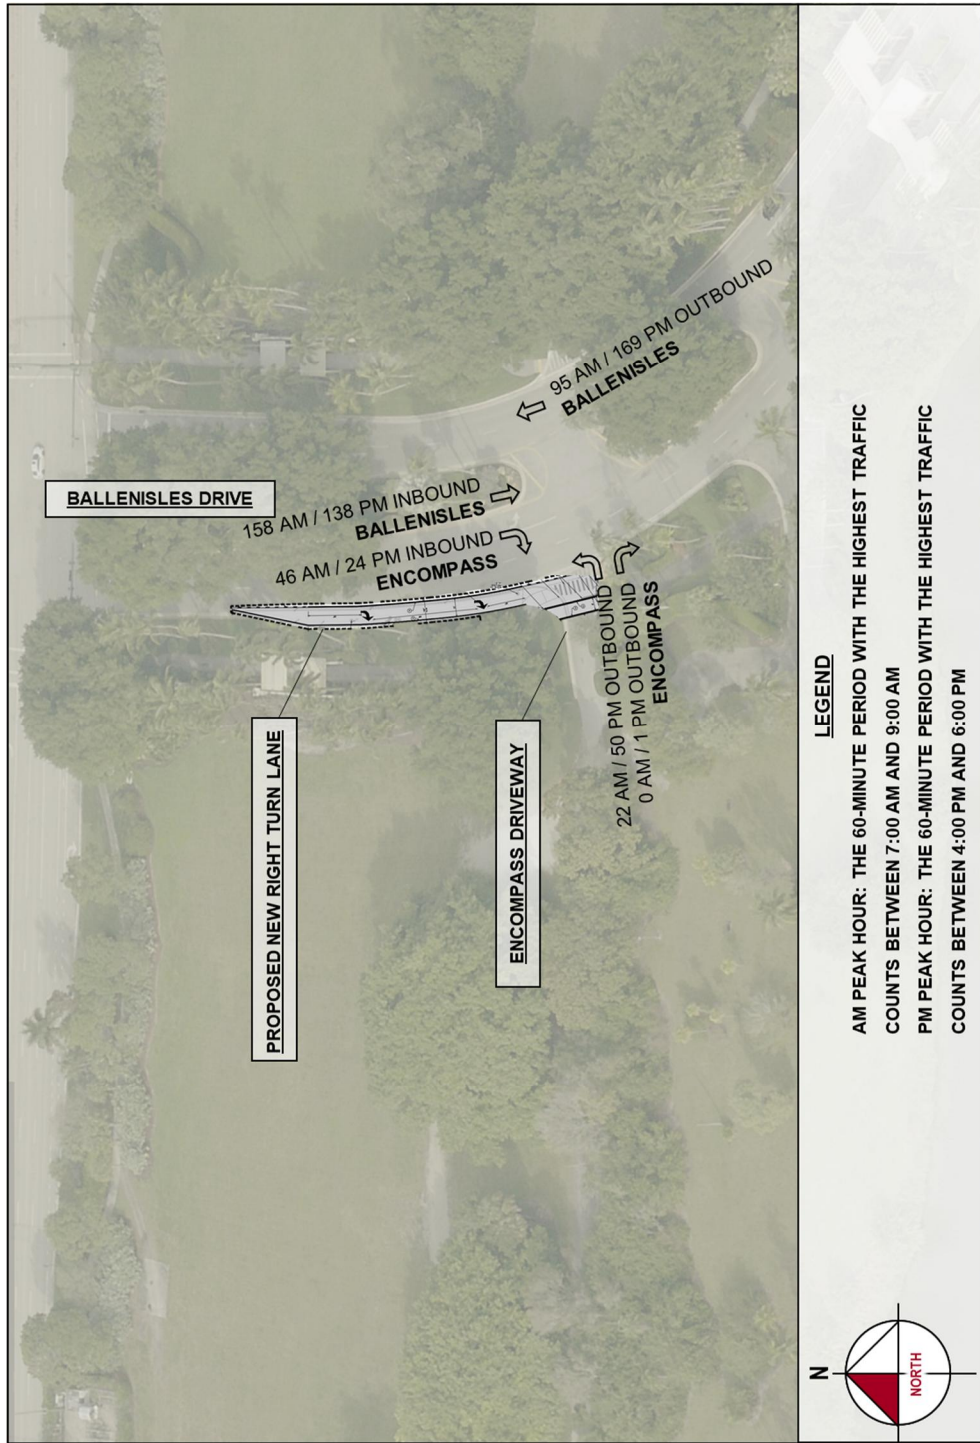 BALLENISLES DRIVE
158 AM / 138 PM INBOUND
BALLENISLES
46 AM / 24 PM INBOUND
ENCOMPASS
95 AM / 169 PM OUTBOUND
BALLENISLES
22 AM / 50 PM OUTBOUND
0 AM / 1 PM OUTBOUND
ENCOMPASS
PROPOSED NEW RIGHT TURN LANE
ENCOMPASS DRIVEWAY
N
NORTH
LEGEND
AM PEAK HOUR: THE 60-MINUTE PERIOD WITH THE HIGHEST TRAFFIC
COUNTS BETWEEN 7:00 AM AND 9:00 AM
PM PEAK HOUR: THE 60-MINUTE PERIOD WITH THE HIGHEST TRAFFIC
COUNTS BETWEEN 4:00 PM AND 6:00 PM